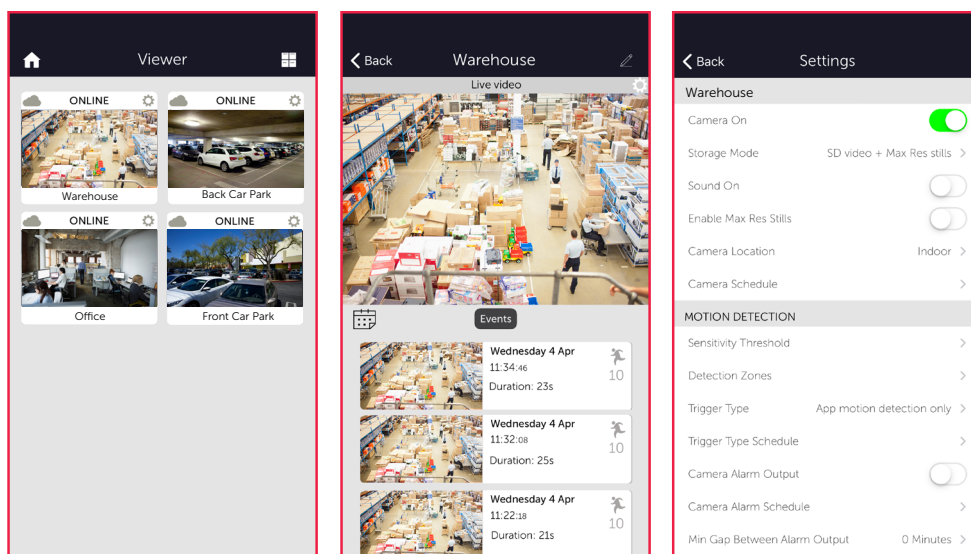 Viewer
ONLINE
ONLINE
Warehouse
Back Car Park
ONLINE
ONLINE
Office
Front Car Park
Back
Warehouse
Live video
Events
Wednesday 4 Apr
11:34:46
10
Duration: 23s
Wednesday 4 Apr
11:32:08
10
Duration: 25s
Wednesday 4 Apr
11:22:18
10
Duration: 21s
Back
Settings
Warehouse
Camera On
Storage Mode SD video + Max Res stills
Sound On
Enable Max Res Stills
Camera Location Indoor
Camera Schedule
MOTION DETECTION
Sensitivity Threshold
Detection Zones
Trigger Type App motion detection only
Trigger Type Schedule
Camera Alarm Output
Camera Alarm Schedule
Min Gap Between Alarm Output 0 Minutes